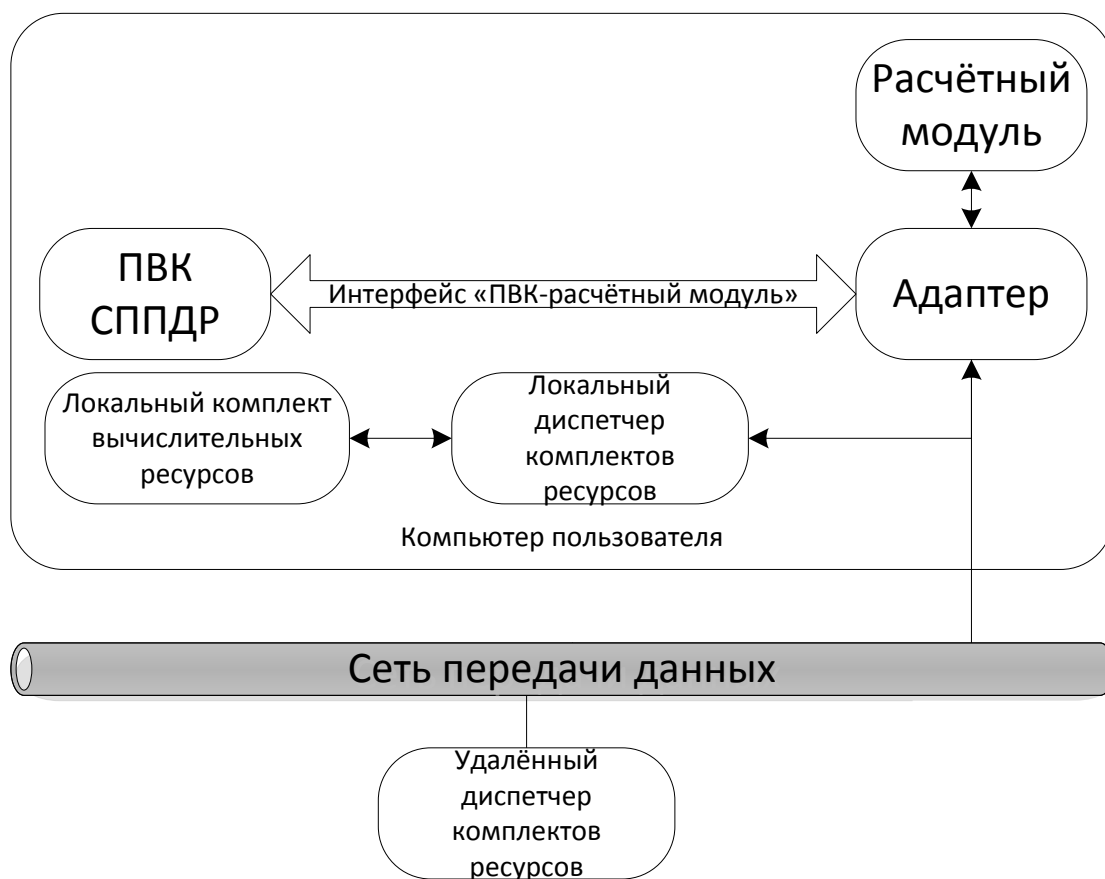 Расчётный
модуль
ПВК
СППДР
Интерфейс «ПВК-расчётный модуль»
Адаптер
Локальный комплект
вычислительных
ресурсов
Локальный
диспетчер
комплектов
ресурсов
Компьютер пользователя
Сеть передачи данных
Удалённый
диспетчер
комплектов
ресурсов